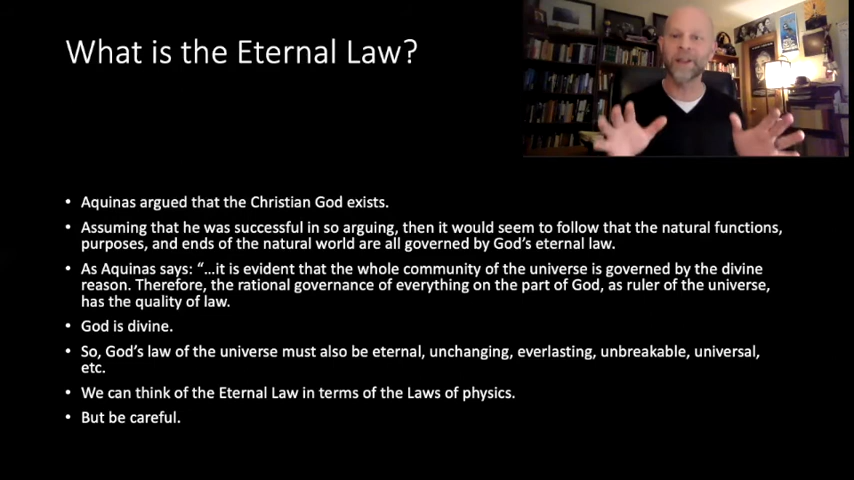 What is the Eternal Law?
• Aquinas argued that the Christian God exists.
• Assuming that he was successful in so arguing, then it would seem to follow that the natural functions,
purposes, and ends of the natural world are all governed by God's eternal law.
• As Aquinas says: “…it is evident that the whole community of the universe is governed by the divine
reason. Therefore, the rational governance of everything on the part of God, as ruler of the universe,
has the quality of law.
• God is divine.
• So, God's law of the universe must also be eternal, unchanging, everlasting, unbreakable, universal,
etc.
• We can think of the Eternal Law in terms of the Laws of physics.
• But be careful.